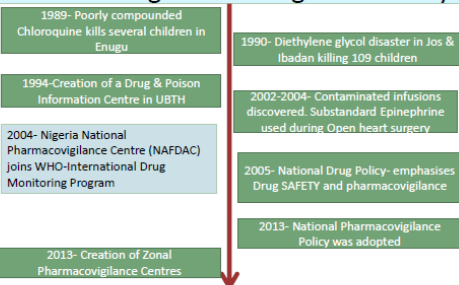 1989- Poorly compounded
Chloroquine kills several children in
Enugu
1990- Diethylene glycol disaster in Jos &
Ibadan killing 109 children
1994-Creation of a Drug & Poison
Information Centre in UBTH
2002-2004- Contaminated infusions
discovered. Substandard Epinephrine
used during Open heart surgery
2004- Nigeria National
Pharmacovigilance Centre (NAFDAC)
joins WHO-International Drug
Monitoring Program
2005- National Drug Policy- emphasises
Drug SAFETY and pharmacovigilance
2013- National Pharmacovigilance
Policy was adopted
2013- Creation of Zonal
Pharmacovigilance Centres